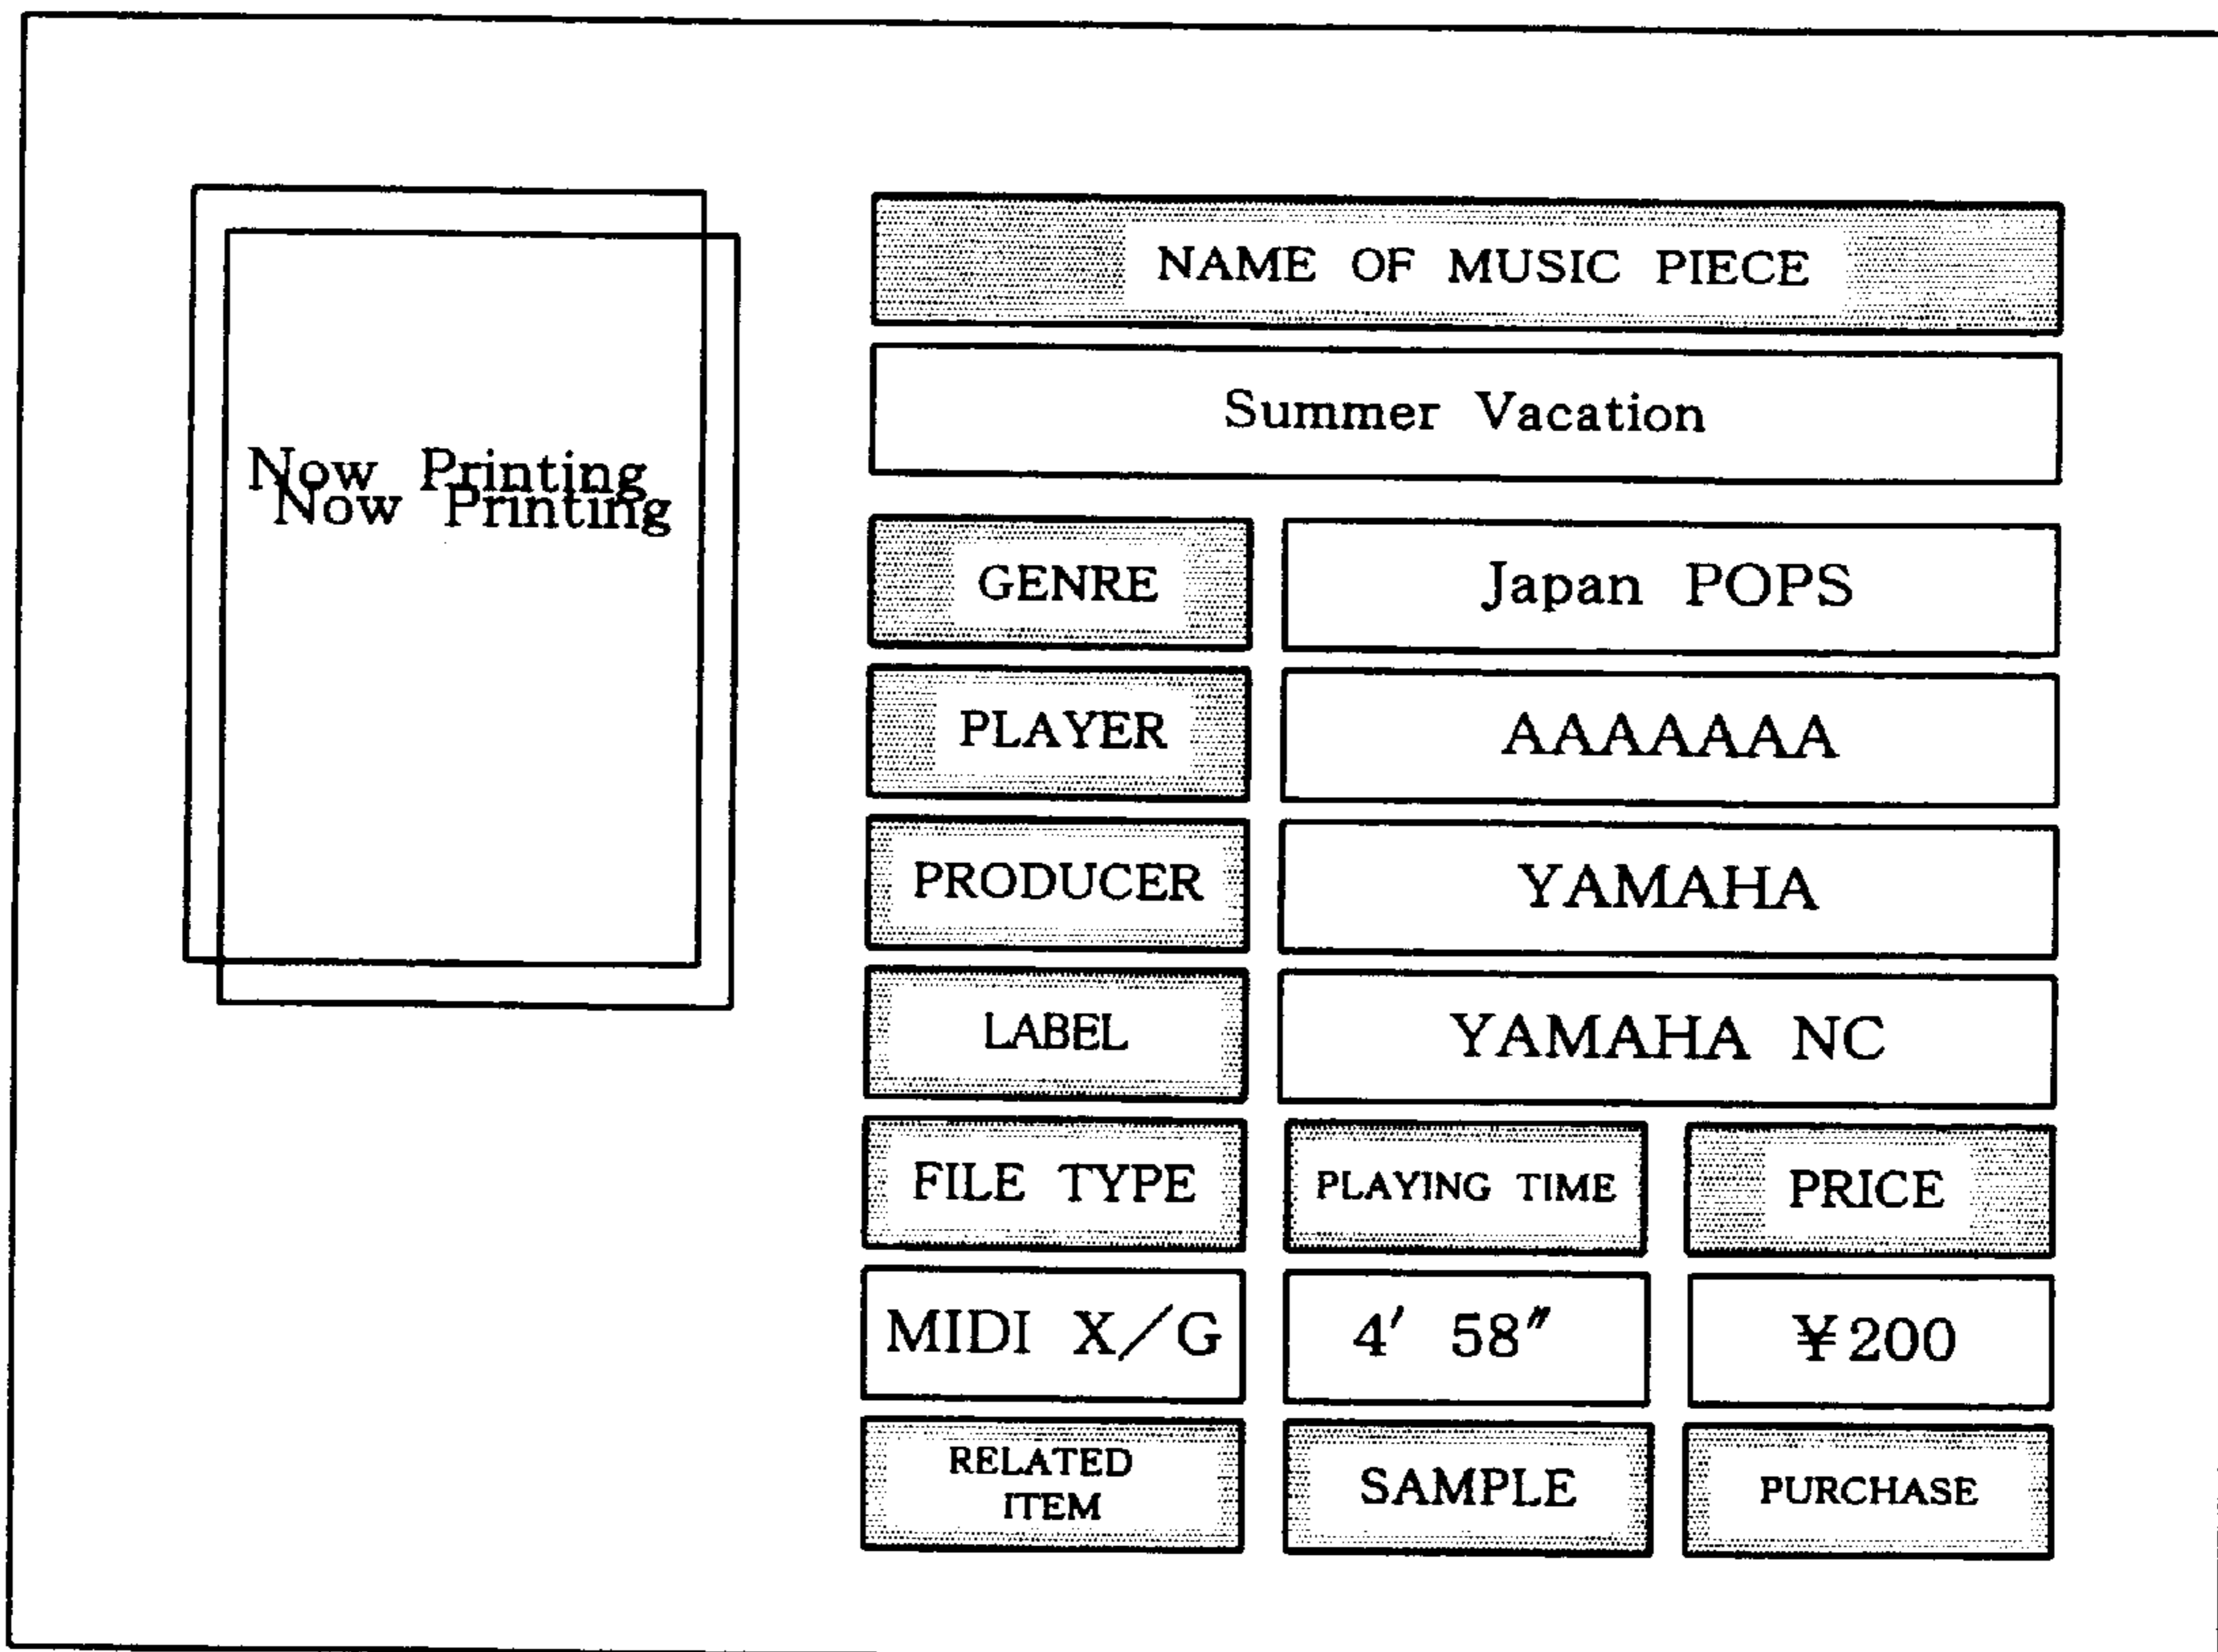 Now Printing
Now Printing
NAME OF MUSIC PIECE
Summer Vacation
GENRE Japan POPS
PLAYER AAAAAAA
PRODUCER YAMAHA
LABEL YAMAHA NC
FILE TYPE PLAYING TIME PRICE
MIDI X/G 4′ 58″ ¥200
RELATED
ITEM
SAMPLE PURCHASE